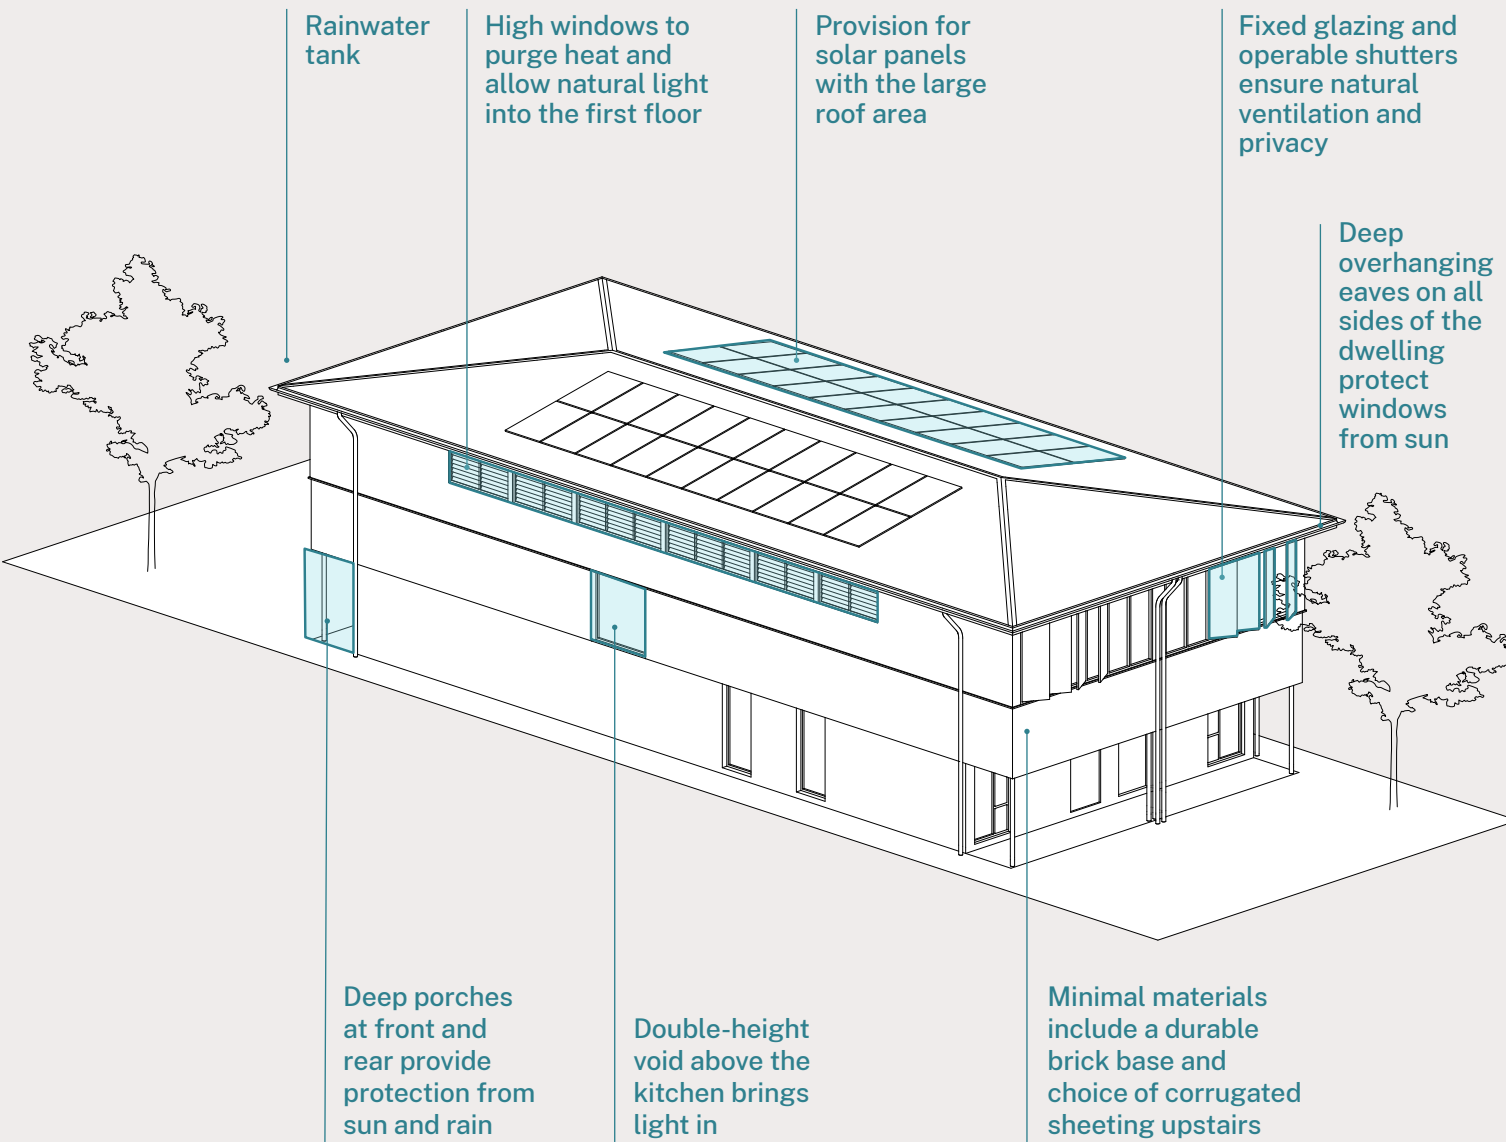 Rainwater
tank
High windows to
purge heat and
allow natural light
into the first floor
Provision for
solar panels
with the large
roof area
Fixed glazing and
operable shutters
ensure natural
ventilation and
privacy
Deep
overhanging
eaves on all
sides of the
dwelling
protect
windows
from sun
Deep porches
at front and
rear provide
protection from
sun and rain
Double-height
void above the
kitchen brings
light in
Minimal materials
include a durable
brick base and
choice of corrugated
sheeting upstairs